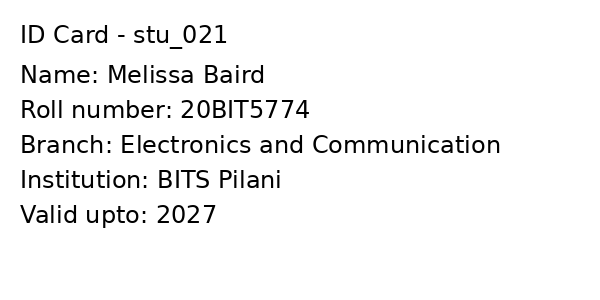 ID Card - stu_021
Name: Melissa Baird
Roll number: 20BIT5774
Branch: Electronics and Communication
Institution: BITS Pilani
Valid upto: 2027